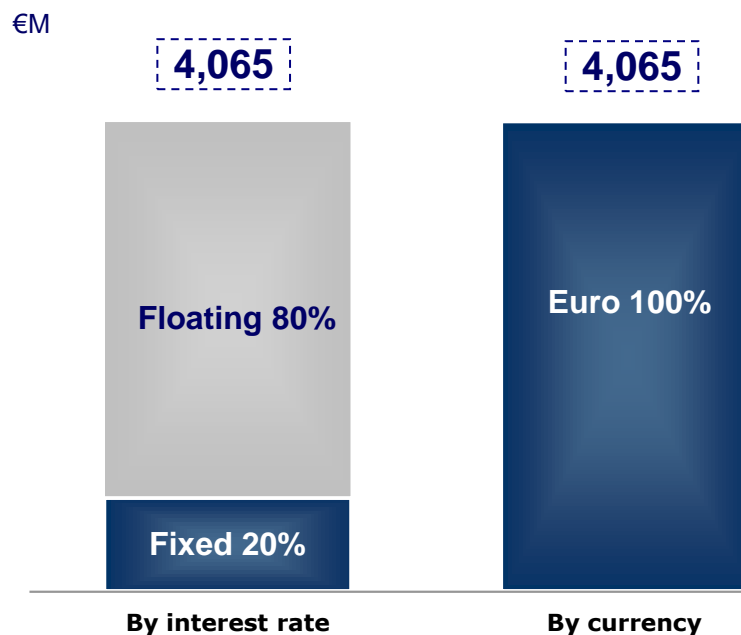 €M
4,065
4,065
Floating 80%
Euro 100%
Fixed 20%
By interest rate
By currency